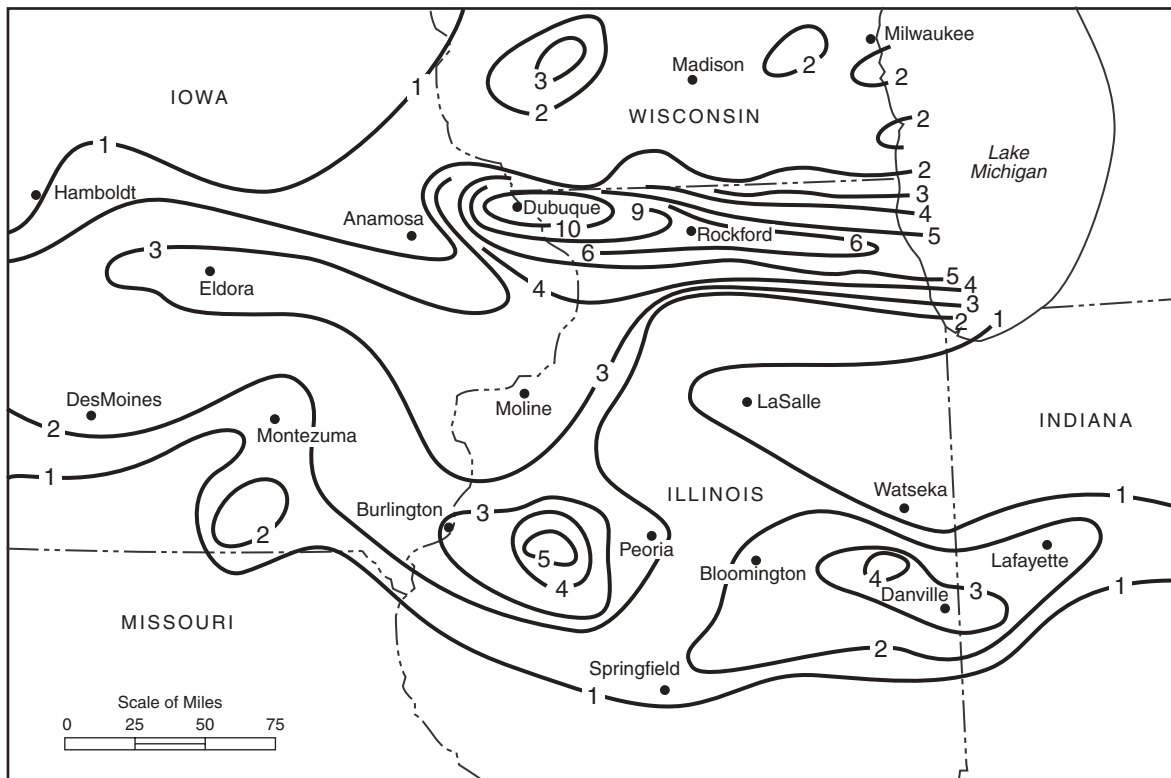 Milwaukee
2
2
3
2
Madison
1
IOWA
WISCONSIN
2
Lake
Michigan
1
2
Hamboldt
3
Dubuque
9
4
Anamosa
10
Rockford
6
5
3
6
Eldora
4
5
4
3
2
1
3
DesMoines
Moline
LaSalle
2
Montezuma
INDIANA
1
ILLINOIS
Watseka
1
Burlington
3
2
Peoria
5
Bloomington
Lafayette
4
4
3
Danville
1
MISSOURI
2
Springfield
1
Scale of Miles
0 25 50 75